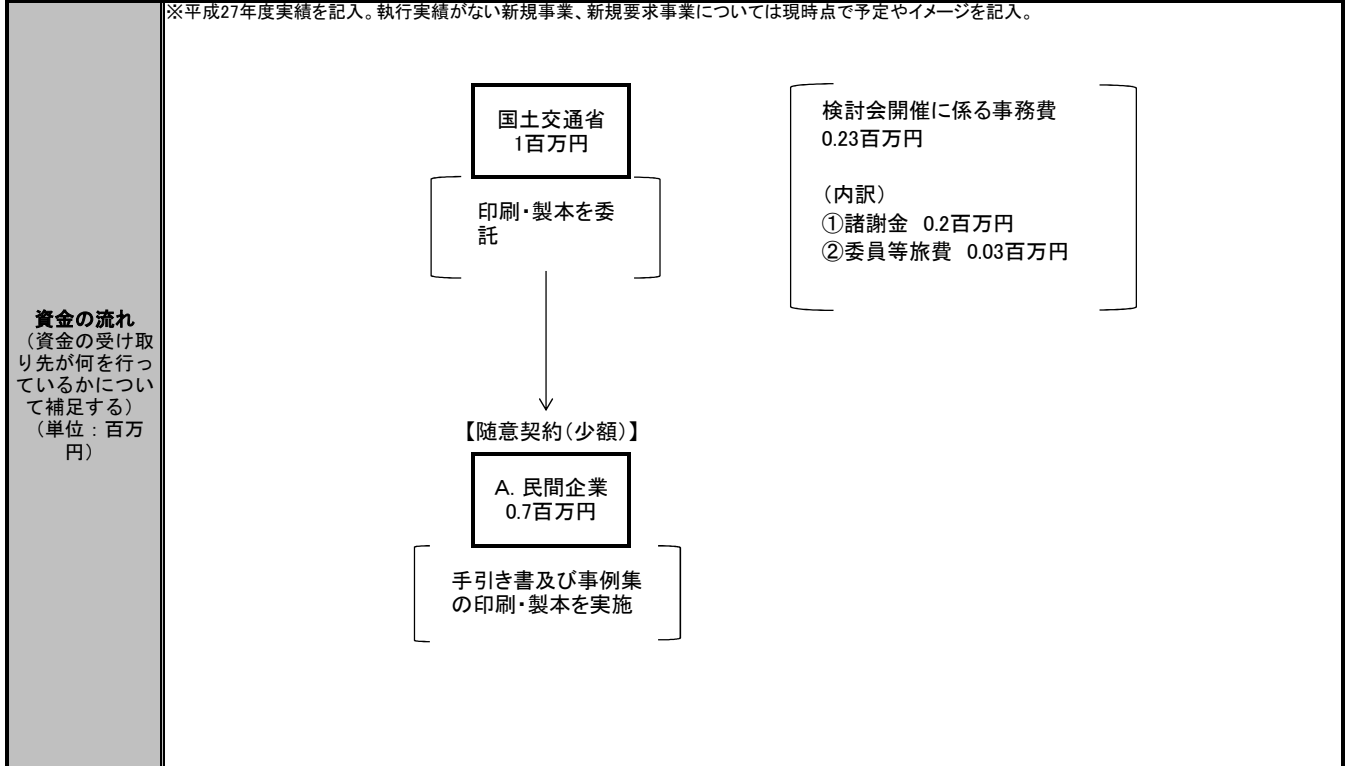 ※平成27年度実績を記入。執行実績がない新規事業、新規要求事業については現時点で予定やイメージを記入。
資金の流れ
（資金の受け取
り先が何を行っ
ているかについ
て補足する）
（単位：百万
円）
国土交通省
1百万円
印刷・製本を委
託
検討会開催に係る事務費
0.23百万円
（内訳）
①諸謝金 0.2百万円
②委員等旅費 0.03百万円
【随意契約（少額）】
A. 民間企業
0.7百万円
手引き書及び事例集
の印刷・製本を実施